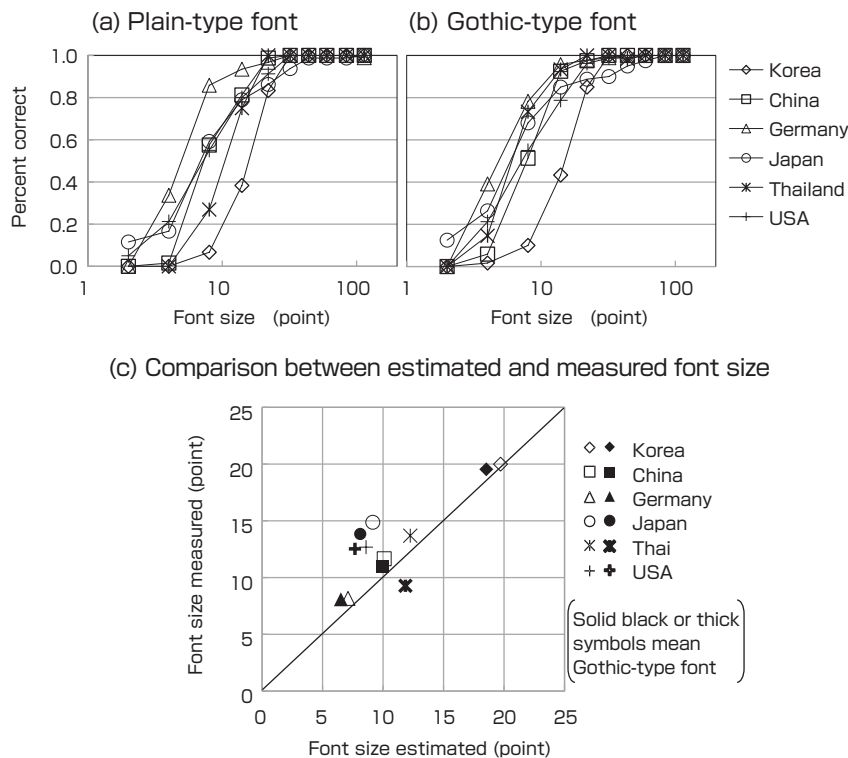 (a) Plain-type font
(b) Gothic-type font
Percent correct
1.0
0.8
0.6
0.4
0.2
0.0
1
10
100
Font size (point)
1
10
100
Font size (point)
Korea
China
Germany
Japan
Thailand
USA
(c) Comparison between estimated and measured font size
Font size measured (point)
25
20
15
10
5
0
0
5
10
15
20
25
Font size estimated (point)
Korea
China
Germany
Japan
Thai
USA
Solid black or thick
symbols mean
Gothic-type font